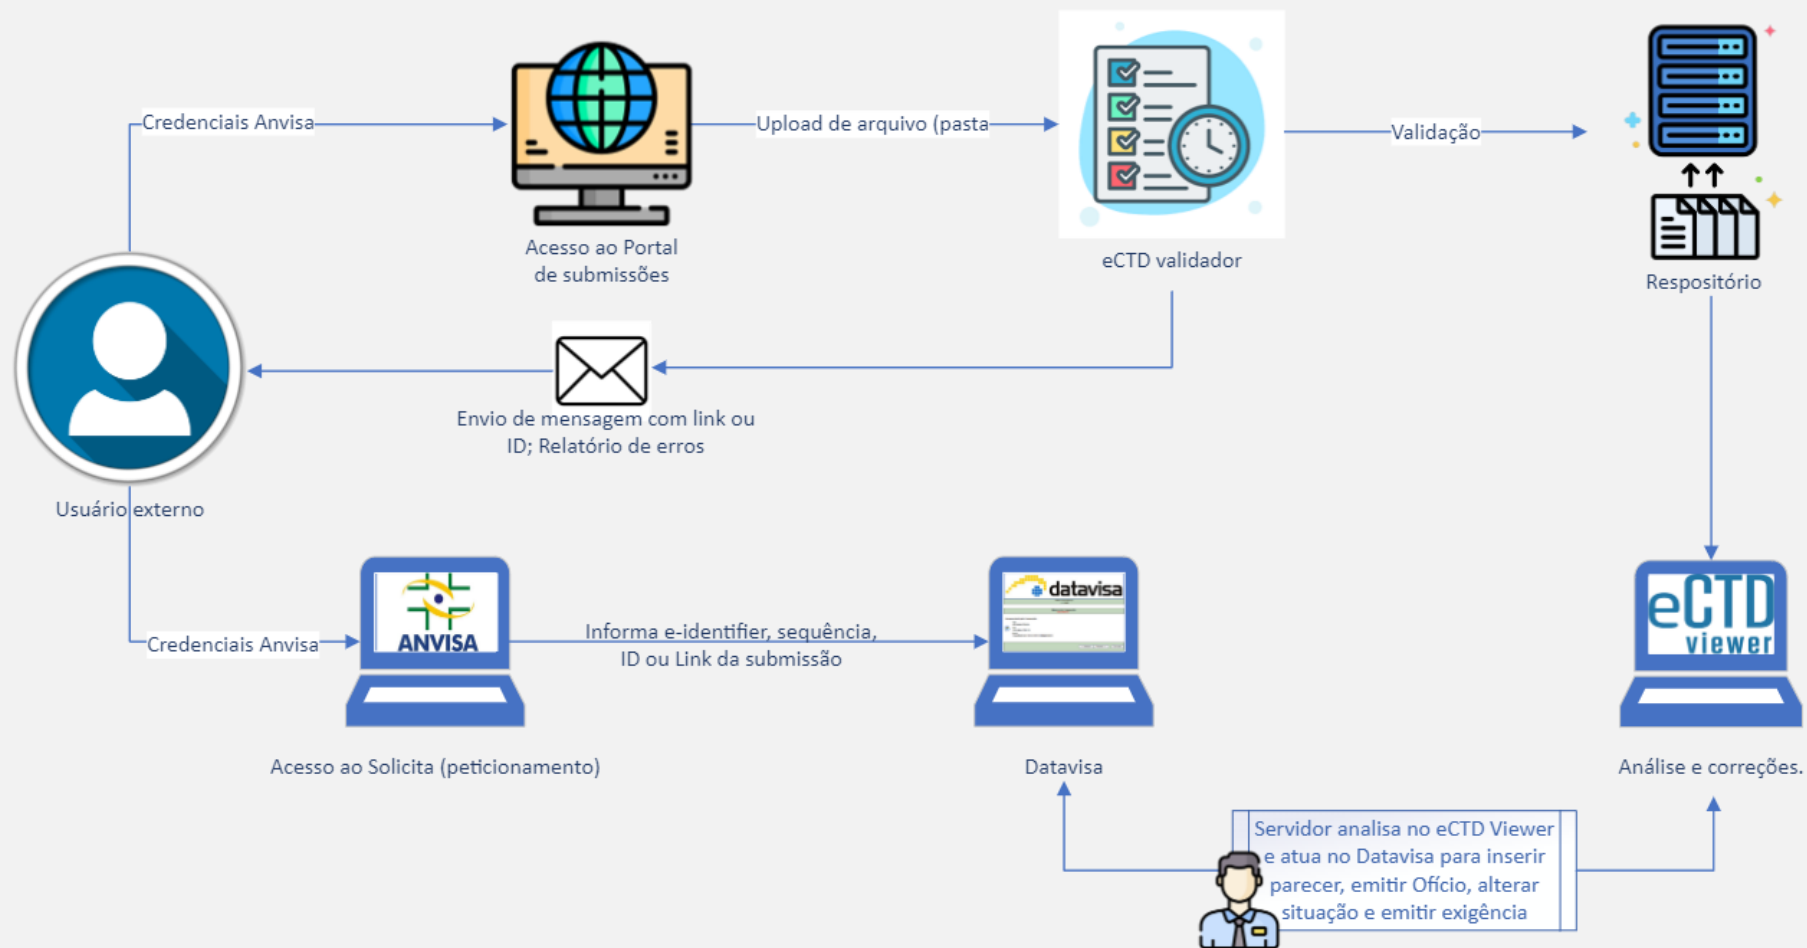 Credenciais Anvisa
Upload de arquivo (pasta
Validação
Acesso ao Portal
de submissões
eCTD validador
Respositório
Envio de mensagem com link ou
ID; Relatório de erros
Usuário externo
Credenciais Anvisa
ANVISA
Informa e-identifier, sequência,
ID ou Link da submissão
datavisa
eCTD
viewer
Acesso ao Solicita (peticionamento)
Datavisa
Análise e correções.
Servidor analisa no eCTD Viewer
e atua no Datavisa para inserir
parecer, emitir Ofício, alterar
situação e emitir exigência